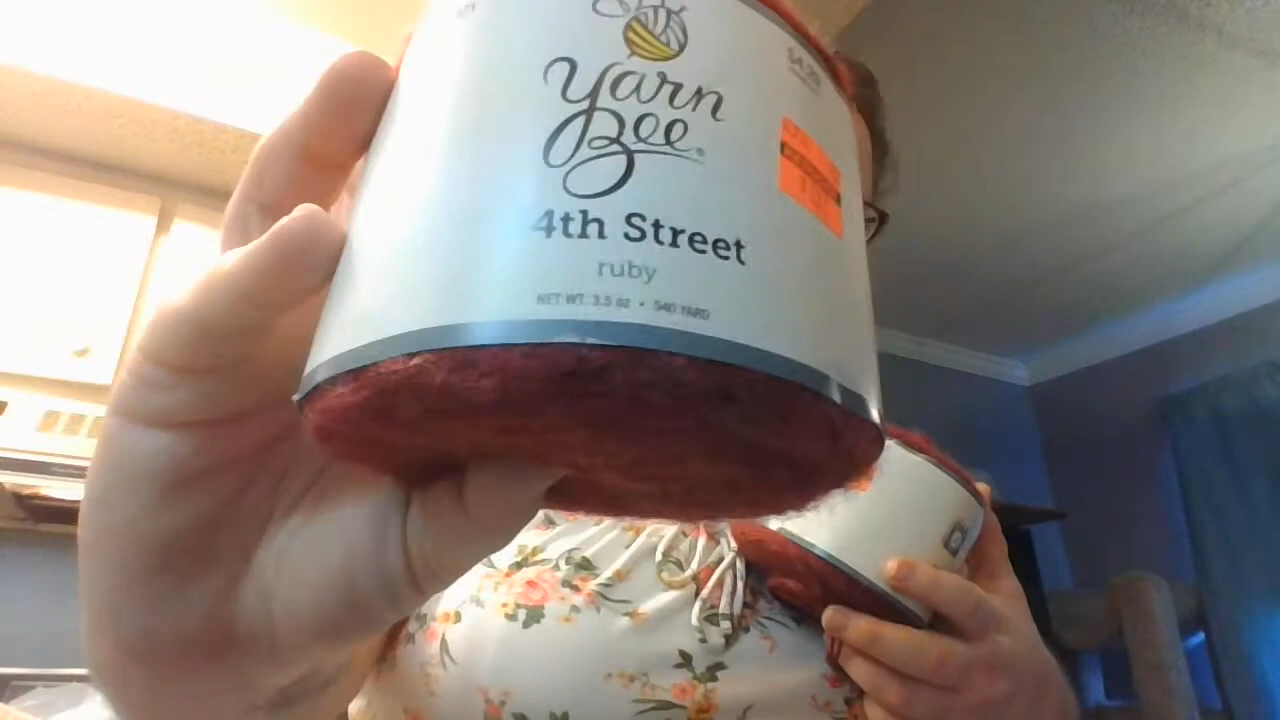 Yarn
Bee
4th Street
ruby
NET WT. 3.5 oz • 540 YARD